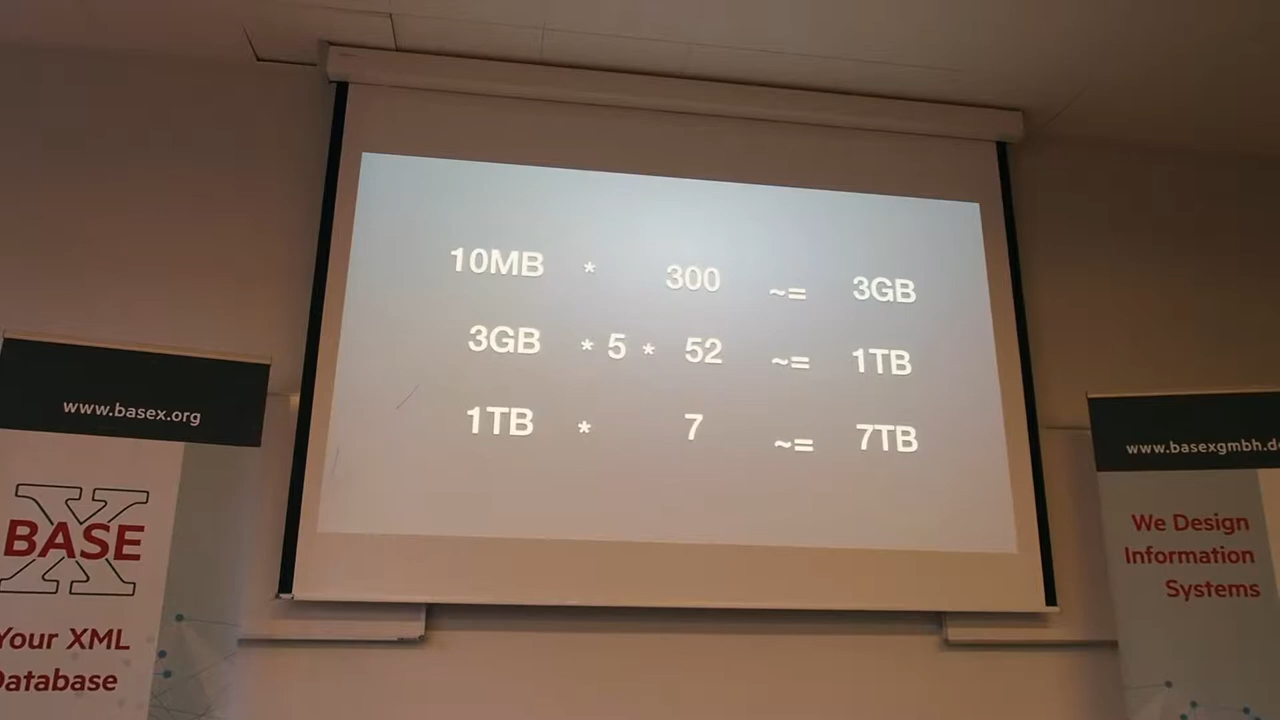 10MB * 300 ~= 3GB
3GB * 5 * 52 ~= 1TB
1TB * 7 ~= 7TB
www.basex.org
X
BASE
Your XML
Database
www.basexgmbh.de
We Design
Information
Systems